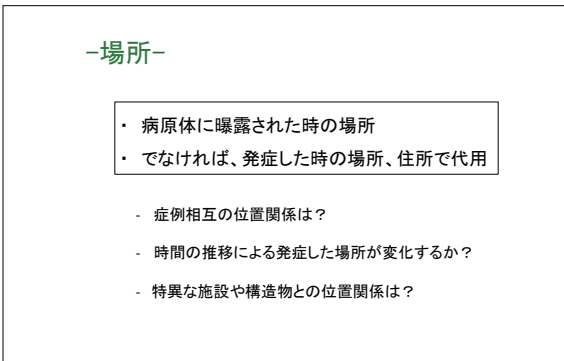 -場所-
・ 病原体に曝露された時の場所
・ でなければ、発症した時の場所、住所で代用
- 症例相互の位置関係は？
- 時間の推移による発症した場所が変化するか？
- 特異な施設や構造物との位置関係は？